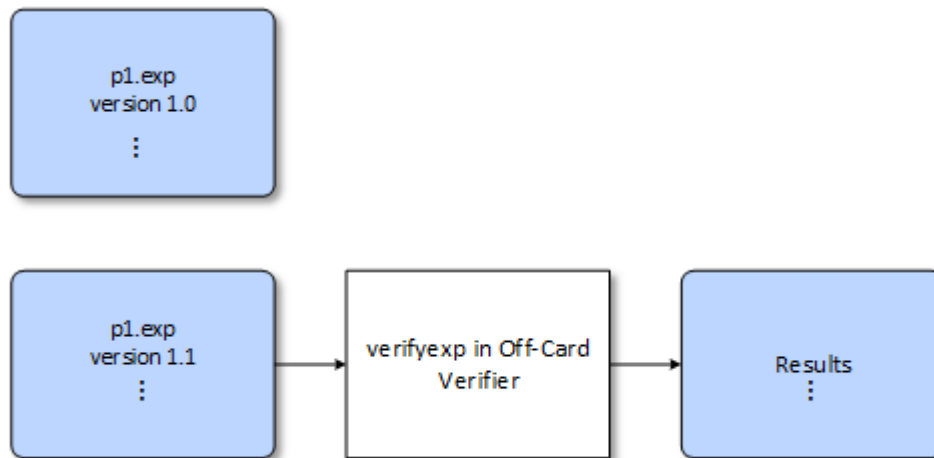 p1.exp
version 1.0
⋮
p1.exp
version 1.1
⋮
verifyexp in Off-Card
Verifier
Results
⋮